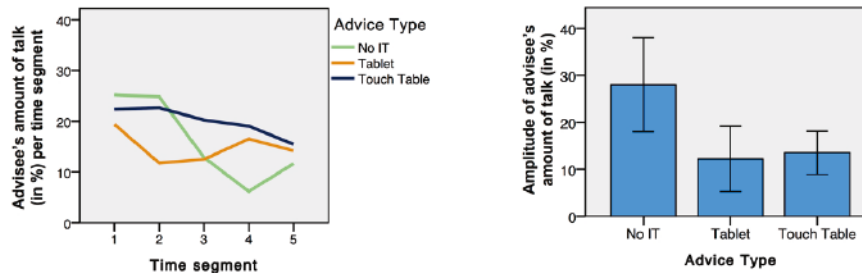 Advisee's amount of talk
(in %) per time segment
40
30
20
10
0
1 2 3 4 5
Time segment
Advice Type
No IT
Tablet
Touch Table
Amplitude of advisee's
amount of talk (in %)
40
30
20
10
0
No IT Tablet Touch Table
Advice Type